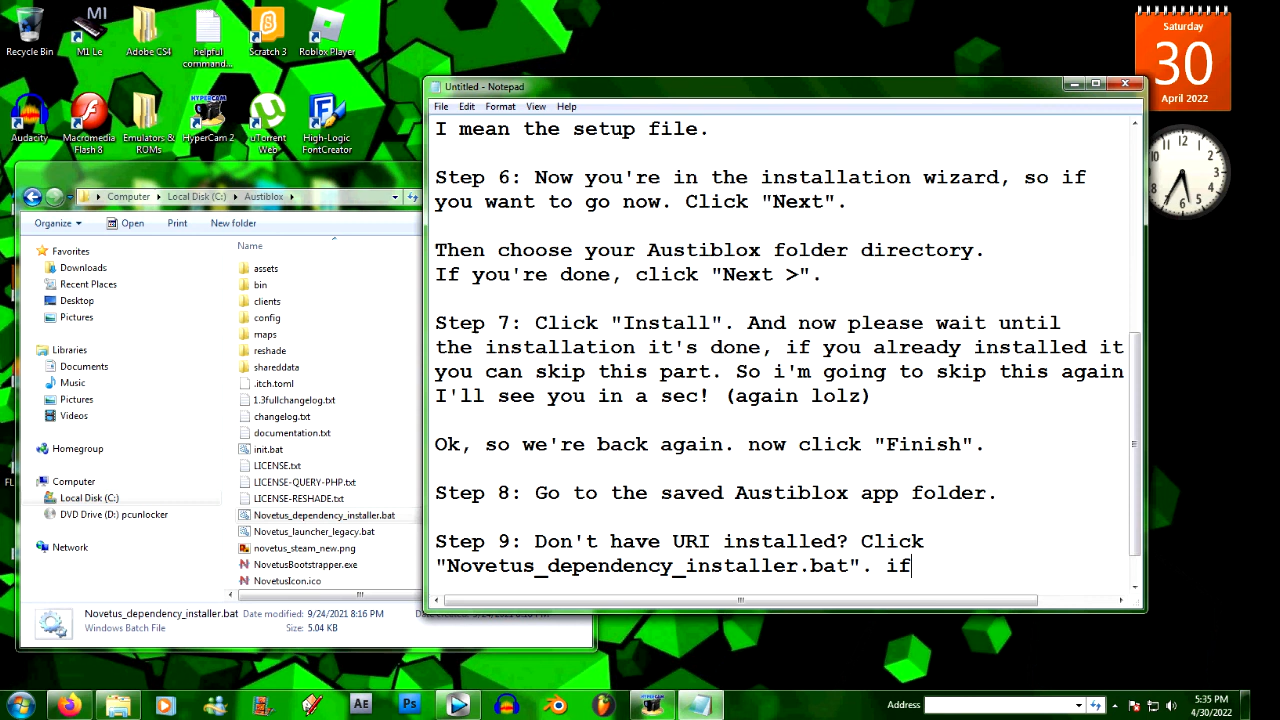 Recycle Bin
M1 Le
Adobe CS4
helpful
command...
Scratch 3
Roblox Player
Audacity
Macromedia
Flash 8
Emulators &
ROMs
HyperCam 2
uTorrent
Web
High-Logic
FontCreator
Saturday
30
April 2022
Untitled - Notepad
File Edit Format View Help
I mean the setup file.
Step 6: Now you're in the installation wizard, so if
you want to go now. Click "Next".
Then choose your Austiblox folder directory.
If you're done, click "Next >".
Step 7: Click "Install". And now please wait until
the installation it's done, if you already installed it
you can skip this part. So i'm going to skip this again
I'll see you in a sec! (again lolz)
Ok, so we're back again. now click "Finish".
Step 8: Go to the saved Austiblox app folder.
Step 9: Don't have URI installed? Click
"Novetus_dependency_installer.bat". if
Computer Local Disk (C:) Austiblox
Organize Open Print New folder
Favorites
Downloads
Recent Places
Desktop
Pictures
Libraries
Documents
Music
Pictures
Videos
Homegroup
Computer
Local Disk (C:)
DVD Drive (D:) pcunlocker
Network
Name
assets
bin
clients
config
maps
reshade
shareddata
.itch.toml
1.3fullchangelog.txt
changelog.txt
documentation.txt
init.bat
LICENSE.txt
LICENSE-QUERY-PHP.txt
LICENSE-RESHADE.txt
Novetus_dependency_installer.bat
Novetus_launcher_legacy.bat
novetus_steam_new.png
NovetusBootstrapper.exe
NovetusIcon.ico
Novetus_dependency_installer.bat Date modified: 9/24/2021 8:16 PM
Windows Batch File Size: 5.04 KB
Address
5:35 PM
4/30/2022